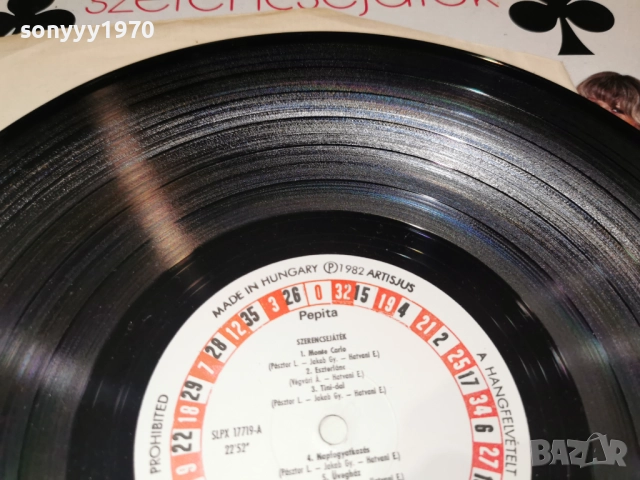 sonyyy1970
szerencsejáték
MADE IN HUNGARY Ⓟ 1982 ARTISJUS
A HANGFELVÉTELT
PROHIBITED
9 22 18 29 7 28 12 35 3 26 0 32 15 19 4 21 2 25 17 34 6 27
Pepita
SZERENCSEJÁTÉK
1. Monte Carlo
(Pásztor L. – Jakab Gy. – Hatvani E.)
2. Eszterlánc
(Végvári Á. – Hatvani E.)
3. Tini-dal
(Pásztor L. – Jakab Gy. – Hatvani E.)
SLPX 17719-A
22'52"
4. Napfogyatkozás
(Pásztor L. – Jakab Gy. – Hatvani E.)
5. Üvegház
bazar